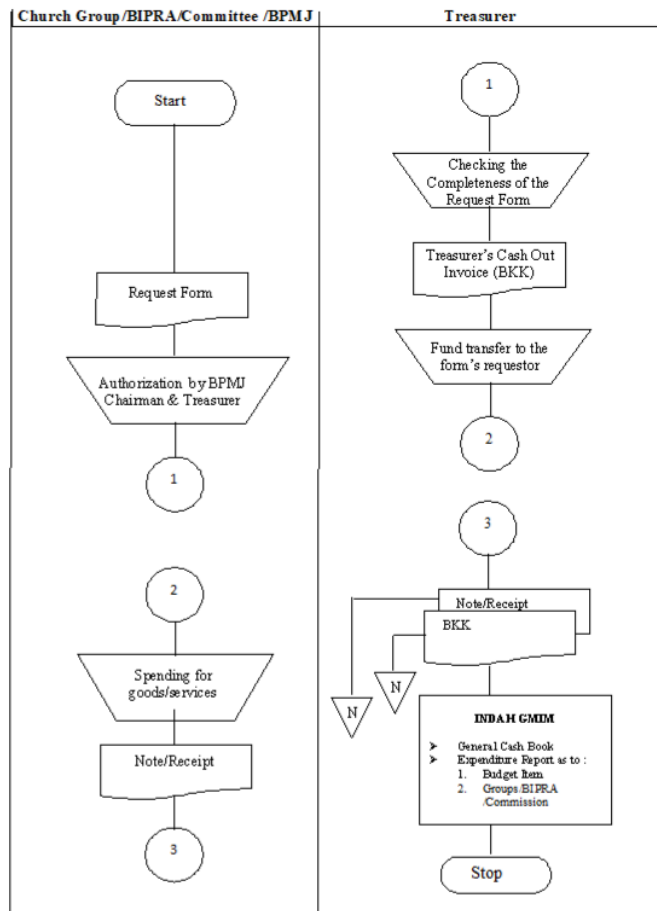 Church Group/BIPRA/Committee /BPMJ
Treasurer
Start
Request Form
Authorization by BPMJ
Chairman & Treasurer
1
2
Spending for
goods/services
Note/Receipt
3
1
Checking the
Completeness of the
Request Form
Treasurer's Cash Out
Invoice (BKK)
Fund transfer to the
form's requestor
2
3
Note/Receipt
BKK
N
N
INDAH GMIM
➢ General Cash Book
➢ Expenditure Report as to :
1. Budget Item
2. Groups/BIPRA
/Commission
Stop